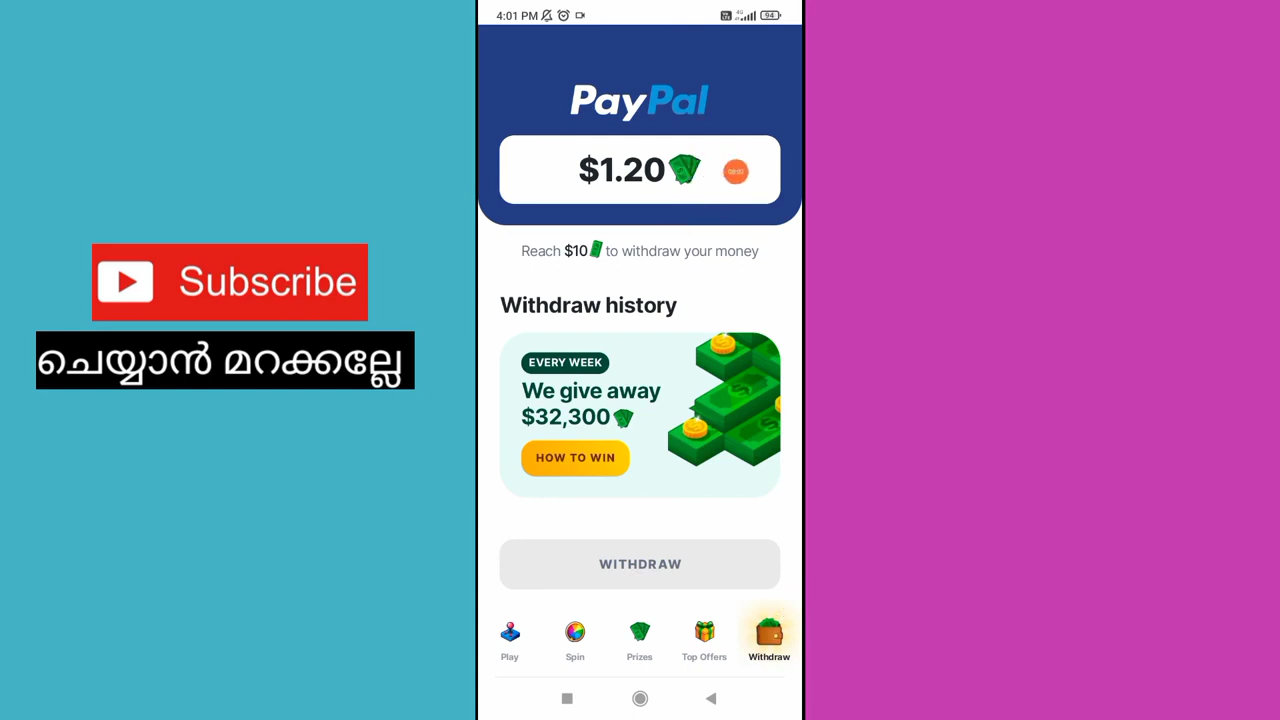 4:01 PM
4G
94
PayPal
$1.20
Reach $10 to withdraw your money
Withdraw history
EVERY WEEK
We give away
$32,300
HOW TO WIN
WITHDRAW
Play
Spin
Prizes
Top Offers
Withdraw
Subscribe
ചെയ്യാൻ മറക്കല്ലേ